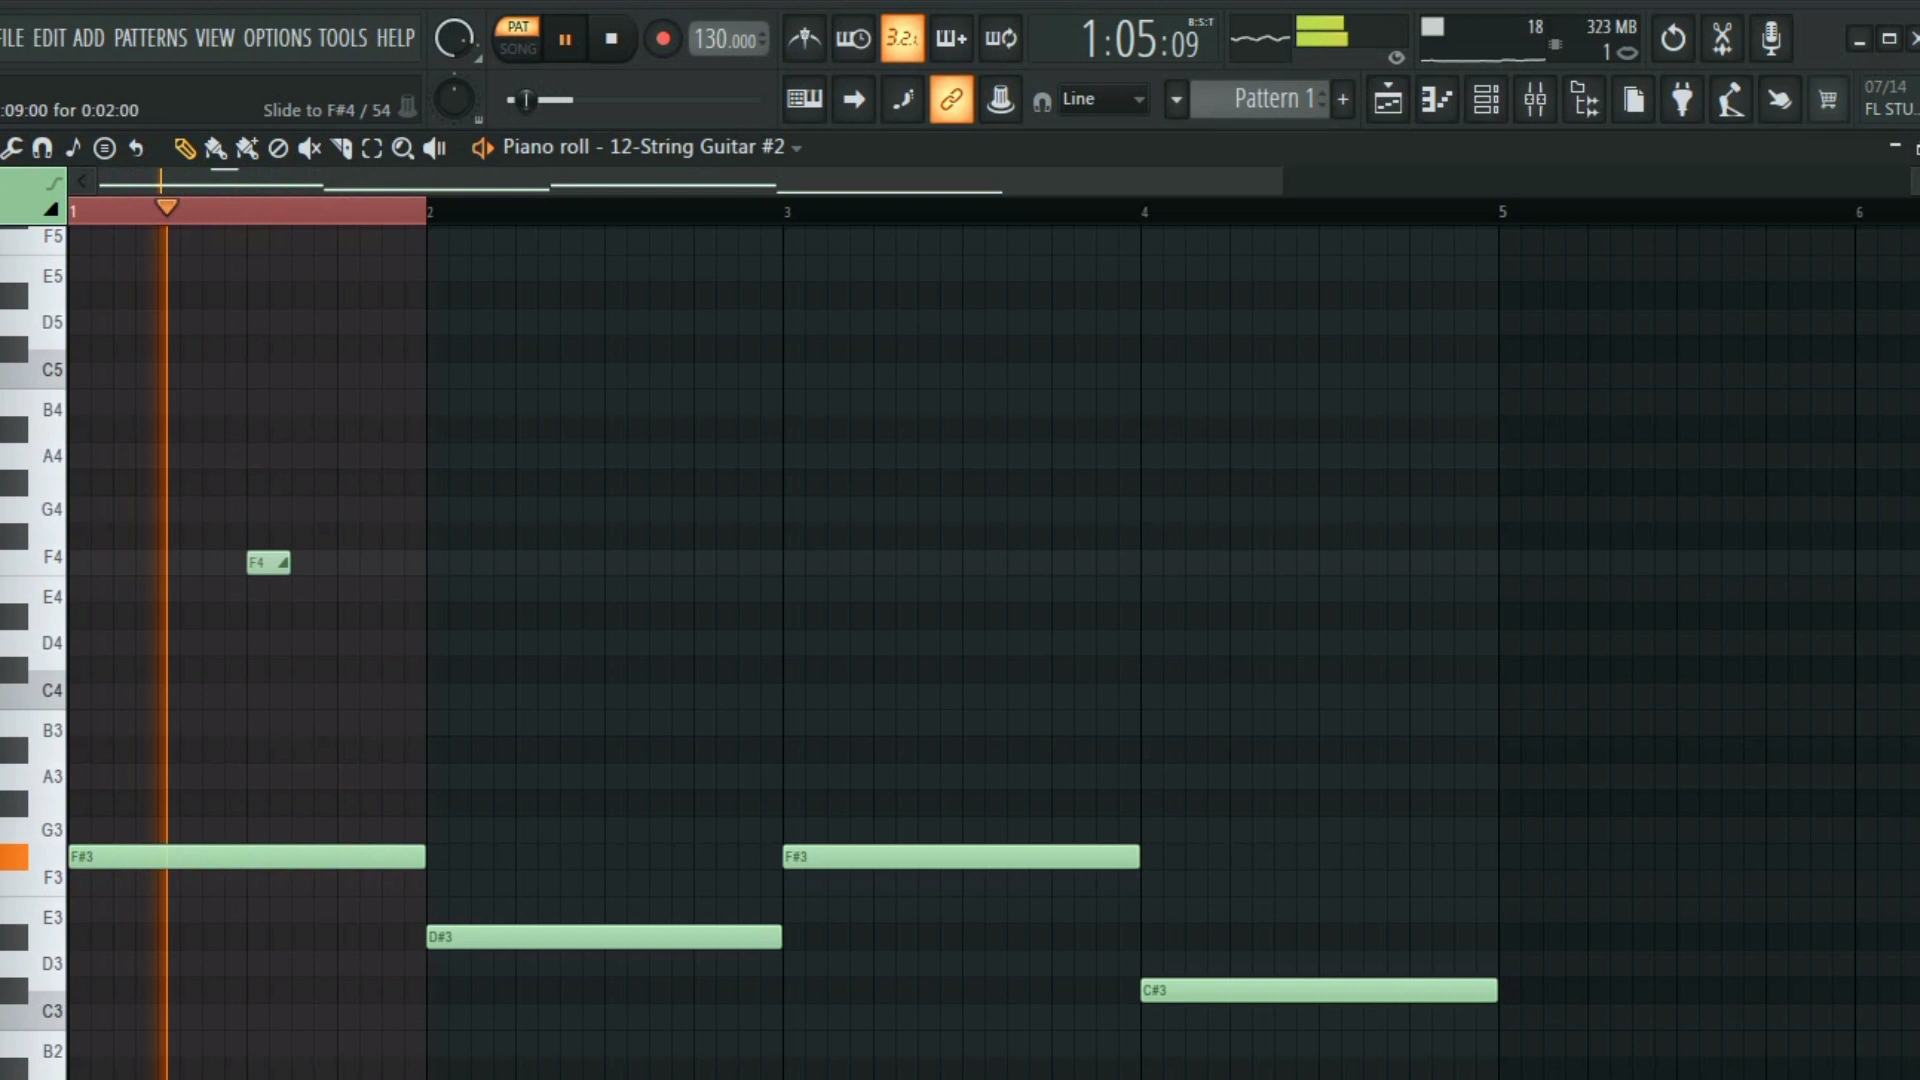 FILE EDIT ADD PATTERNS VIEW OPTIONS TOOLS HELP
PAT
SONG
130.000
3.2.
1:05:09
B:S:T
18
323 MB
1
:09:00 for 0:02:00
Slide to F#4 / 54
Line
Pattern 1
07/14
FL STU..
Piano roll - 12-String Guitar #2
1
2
3
4
5
6
F5
E5
D5
C5
B4
A4
G4
F4
F4
E4
D4
C4
B3
A3
G3
F#3
F#3
F3
E3
D#3
D3
C#3
C3
B2